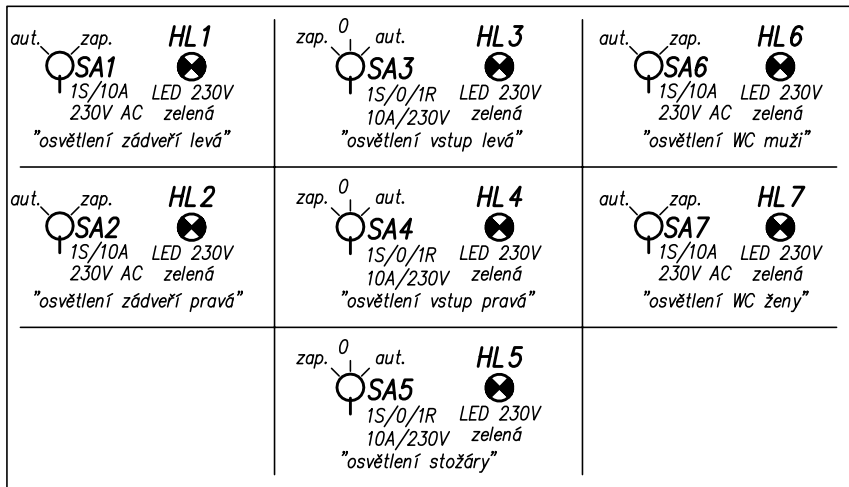 aut. zap. HL1
SA1
1S/10A LED 230V
230V AC zelená
"osvětlení zádveří levá"
0
zap. aut. HL3
SA3
1S/0/1R LED 230V
10A/230V zelená
"osvětlení vstup levá"
aut. zap. HL6
SA6
1S/10A LED 230V
230V AC zelená
"osvětlení WC muži"
aut. zap. HL2
SA2
1S/10A LED 230V
230V AC zelená
"osvětlení zádveří pravá"
0
zap. aut. HL4
SA4
1S/0/1R LED 230V
10A/230V zelená
"osvětlení vstup pravá"
aut. zap. HL7
SA7
1S/10A LED 230V
230V AC zelená
"osvětlení WC ženy"
0
zap. aut. HL5
SA5
1S/0/1R LED 230V
10A/230V zelená
"osvětlení stožáry"